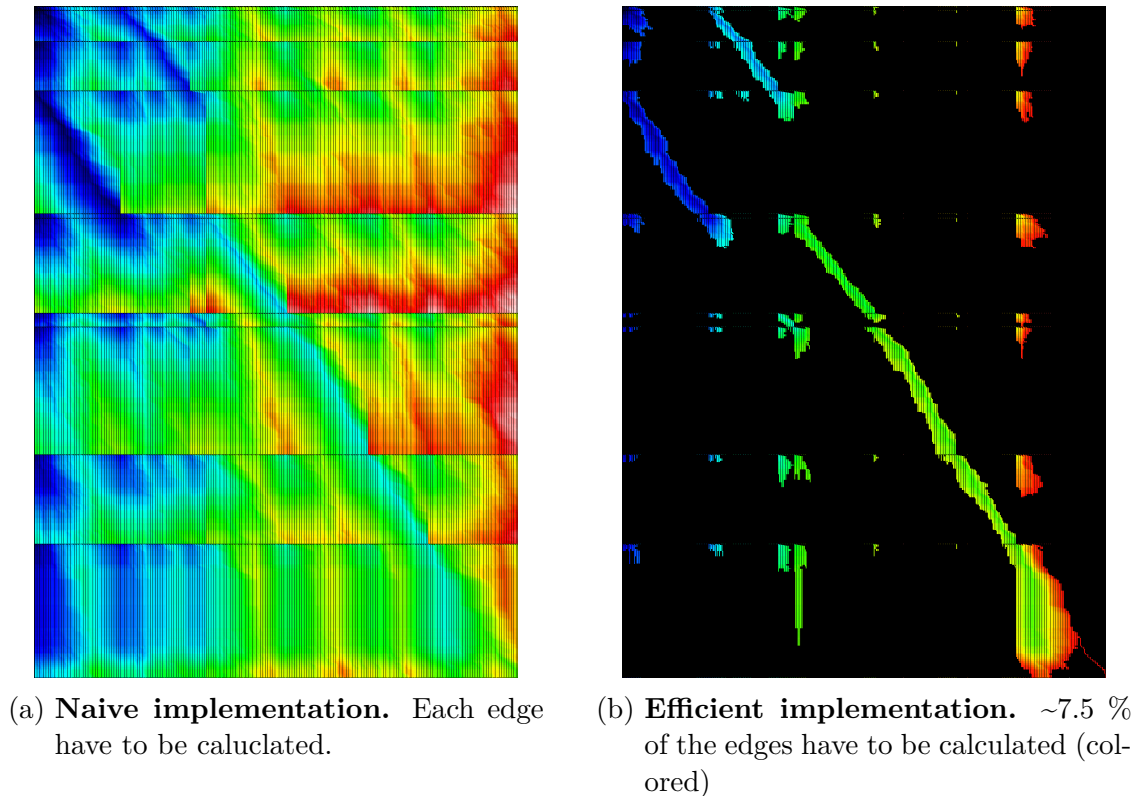 (a) Naive implementation. Each edge
have to be caluclated.
(b) Efficient implementation. ~7.5 %
of the edges have to be calculated (col-
ored)